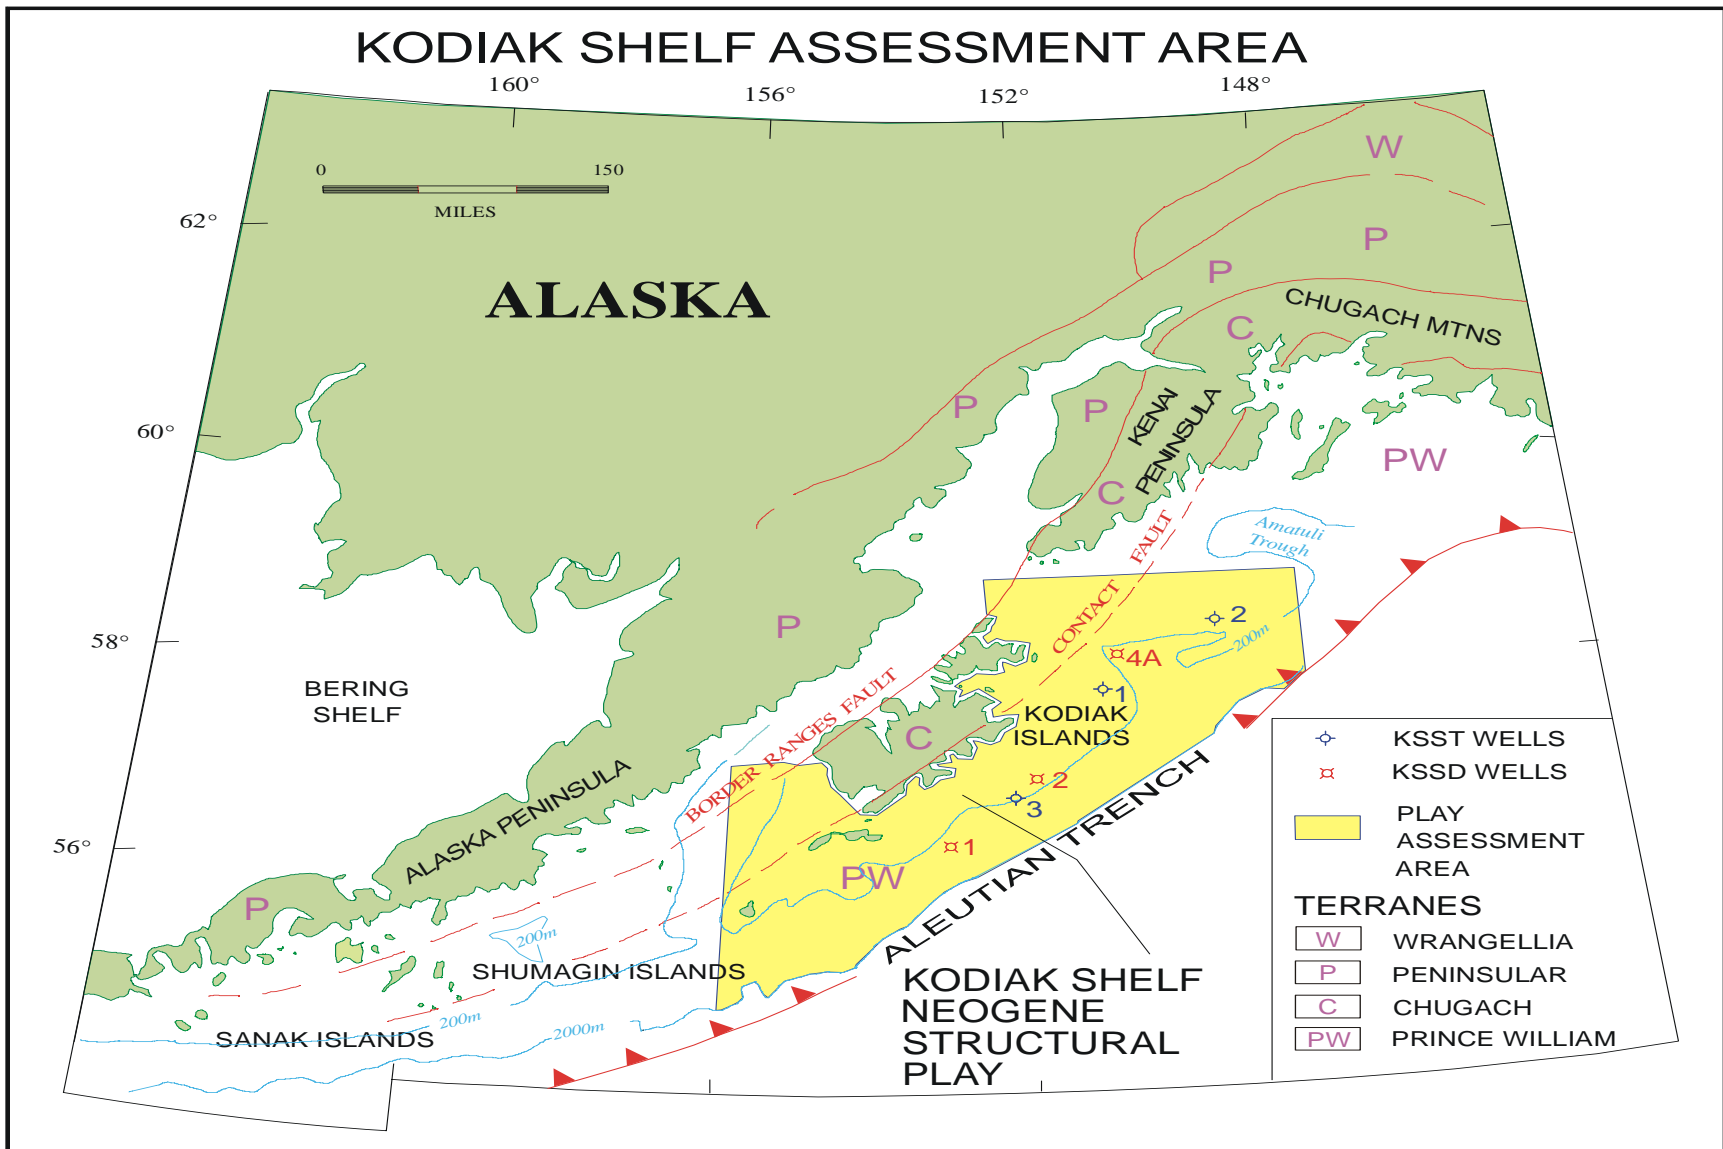 KODIAK SHELF ASSESSMENT AREA
160°
156°
152°
148°
0
150
MILES
62°
60°
58°
56°
ALASKA
W
P
P
CHUGACH MTNS
C
P
P
KENAI
PENINSULA
C
PW
CONTACT FAULT
Amatuli
Trough
2
200m
4A
1
P
BERING
SHELF
BORDER RANGES FAULT
C
KODIAK
ISLANDS
2
3
1
PW
ALASKA PENINSULA
P
ALEUTIAN TRENCH
200m
SHUMAGIN ISLANDS
200m
2000m
SANAK ISLANDS
KODIAK SHELF
NEOGENE
STRUCTURAL
PLAY
KSST WELLS
KSSD WELLS
PLAY
ASSESSMENT
AREA
TERRANES
W WRANGELLIA
P PENINSULAR
C CHUGACH
PW PRINCE WILLIAM